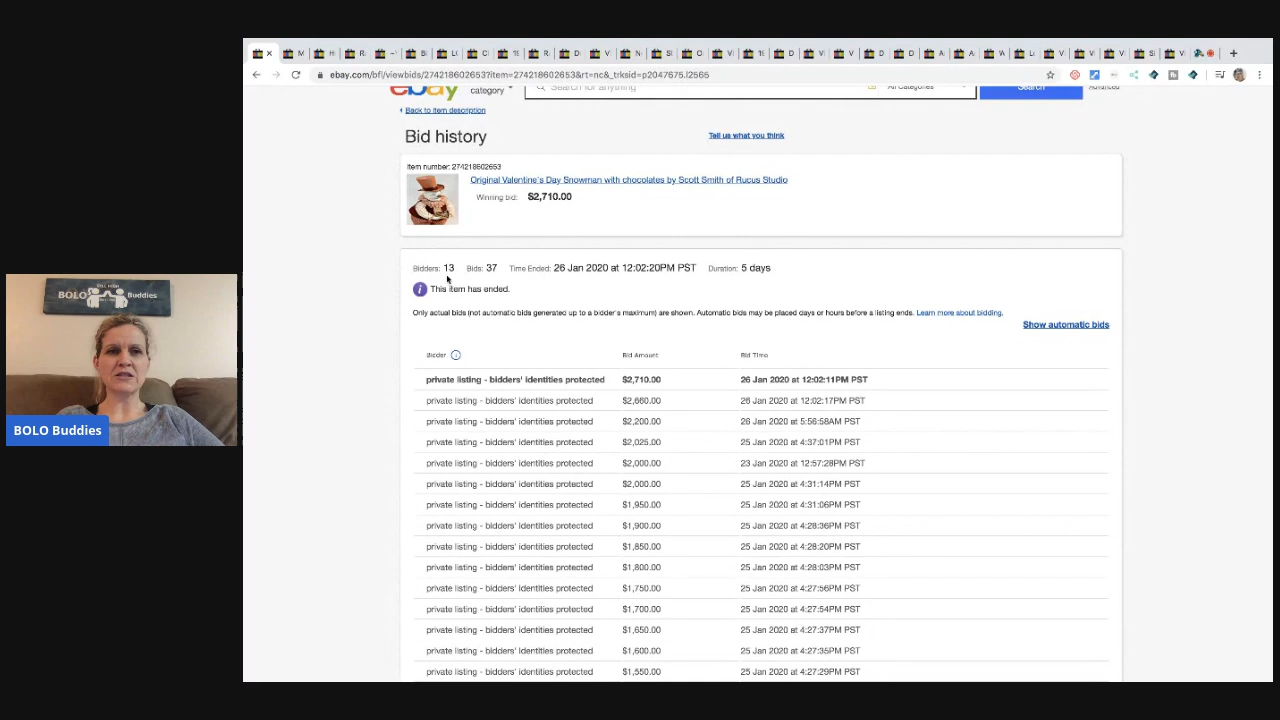 ebay.com/bfl/viewbids/274218602653?item=274218602653&rt=nc&_trksid=p2047675.l2565
ebay
category
Search for anything
All Categories
Search
Advanced
Back to item description
Bid history
Tell us what you think
Item number: 274218602653
Original Valentine's Day Snowman with chocolates by Scott Smith of Rucus Studio
Winning bid: $2,710.00
Bidders: 13 Bids: 37 Time Ended: 26 Jan 2020 at 12:02:20PM PST Duration: 5 days
This item has ended.
Only actual bids (not automatic bids generated up to a bidder's maximum) are shown. Automatic bids may be placed days or hours before a listing ends. Learn more about bidding.
Show automatic bids
Bidder Bid Amount Bid Time
private listing - bidders' identities protected $2,710.00 26 Jan 2020 at 12:02:11PM PST
private listing - bidders' identities protected $2,660.00 26 Jan 2020 at 12:02:17PM PST
private listing - bidders' identities protected $2,200.00 26 Jan 2020 at 5:56:58AM PST
private listing - bidders' identities protected $2,025.00 25 Jan 2020 at 4:37:01PM PST
private listing - bidders' identities protected $2,000.00 23 Jan 2020 at 12:57:28PM PST
private listing - bidders' identities protected $2,000.00 25 Jan 2020 at 4:31:14PM PST
private listing - bidders' identities protected $1,950.00 25 Jan 2020 at 4:31:06PM PST
private listing - bidders' identities protected $1,900.00 25 Jan 2020 at 4:28:36PM PST
private listing - bidders' identities protected $1,850.00 25 Jan 2020 at 4:28:20PM PST
private listing - bidders' identities protected $1,800.00 25 Jan 2020 at 4:28:03PM PST
private listing - bidders' identities protected $1,750.00 25 Jan 2020 at 4:27:56PM PST
private listing - bidders' identities protected $1,700.00 25 Jan 2020 at 4:27:54PM PST
private listing - bidders' identities protected $1,650.00 25 Jan 2020 at 4:27:37PM PST
private listing - bidders' identities protected $1,600.00 25 Jan 2020 at 4:27:35PM PST
private listing - bidders' identities protected $1,550.00 25 Jan 2020 at 4:27:29PM PST
BOLO Buddies
BOLO Buddies